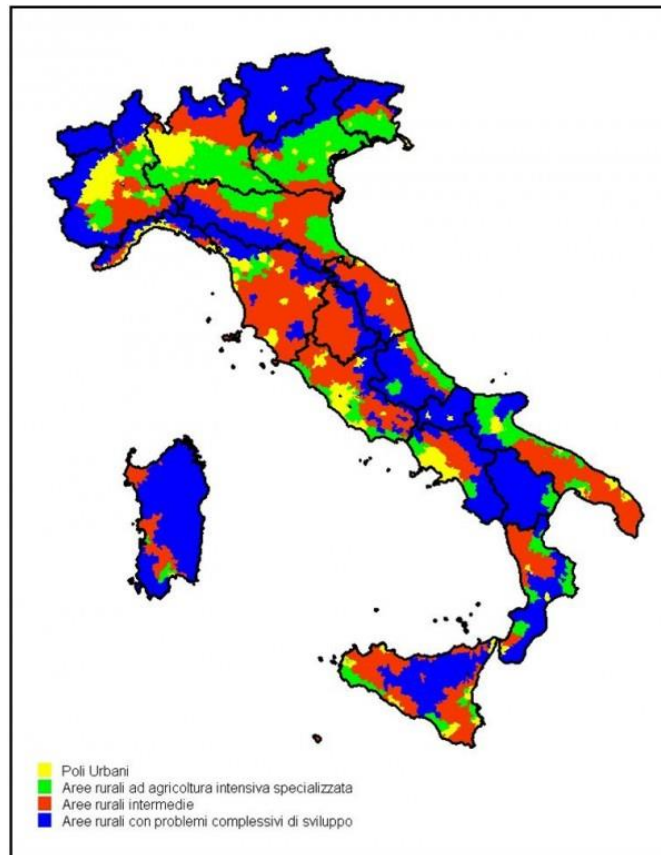 Poli Urbani
Aree rurali ad agricoltura intensiva specializzata
Aree rurali intermedie
Aree rurali con problemi complessivi di sviluppo